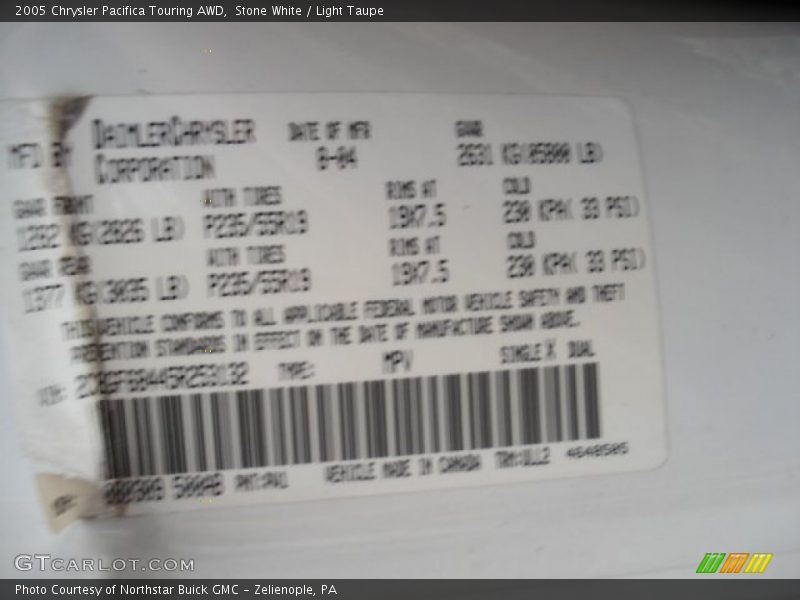 2005 Chrysler Pacifica Touring AWD, Stone White / Light Taupe
MFD BY DAIMLERCHRYSLER CORPORATION
DATE OF MFR 8-04
GVWR 2631 KG(05800 LB)
GAWR FRONT WITH TIRES RIMS AT COLD
1282 KG(2826 LB) P235/55R19 19X7.5 230 KPA( 33 PSI)
GAWR REAR WITH TIRES RIMS AT COLD
1377 KG(3035 LB) P235/55R19 19X7.5 230 KPA( 33 PSI)
THIS VEHICLE CONFORMS TO ALL APPLICABLE FEDERAL MOTOR VEHICLE SAFETY AND THEFT
PREVENTION STANDARDS IN EFFECT ON THE DATE OF MANUFACTURE SHOWN ABOVE.
VIN: TYPE: MPV SINGLE X DUAL
VEHICLE MADE IN CANADA
GTCARLOT.COM
Photo Courtesy of Northstar Buick GMC - Zelienople, PA